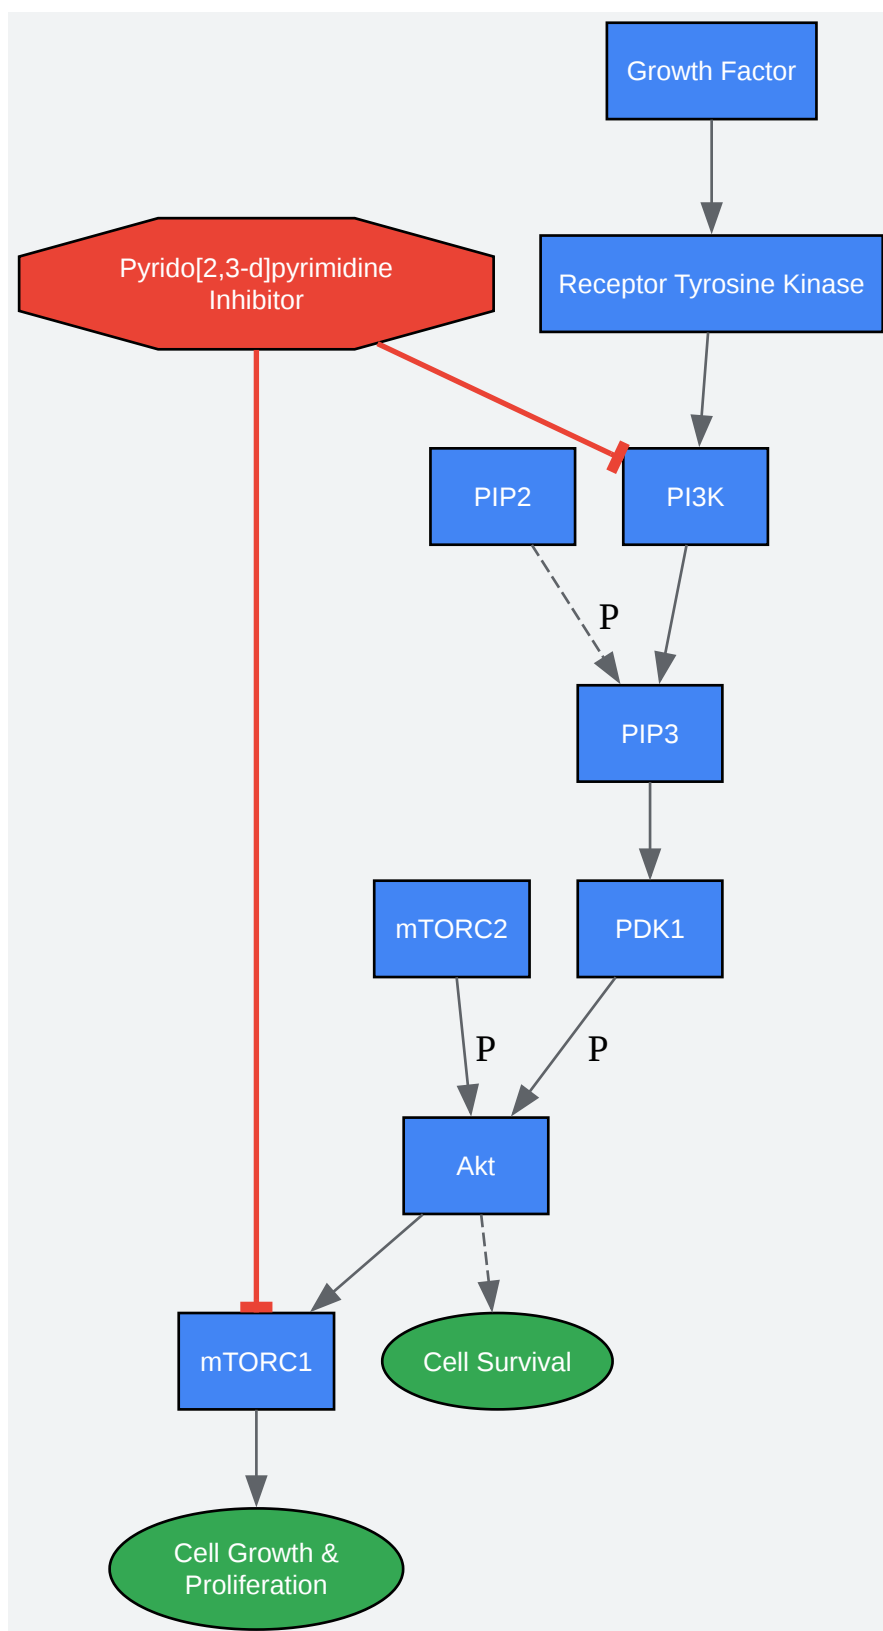 Growth Factor
Pyrido[2,3-d]pyrimidine
Inhibitor
Receptor Tyrosine Kinase
PIP2
PI3K
P
PIP3
mTORC2
PDK1
P
P
Akt
mTORC1
Cell Survival
Cell Growth &
Proliferation